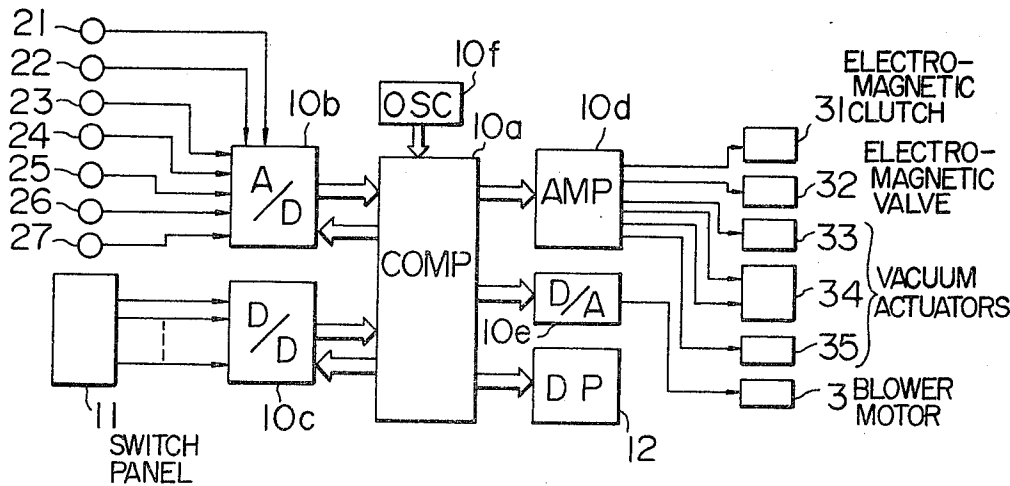 21
22
23
24
25
26
27
10b
A/D
10f
OSC
10a
COMP
10d
AMP
ELECTRO-
MAGNETIC
31 CLUTCH
ELECTRO-
32 MAGNETIC
VALVE
33
34
35
VACUUM
ACTUATORS
D/D
10c
D/A
10e
DP
12
3 BLOWER
MOTOR
11
SWITCH
PANEL